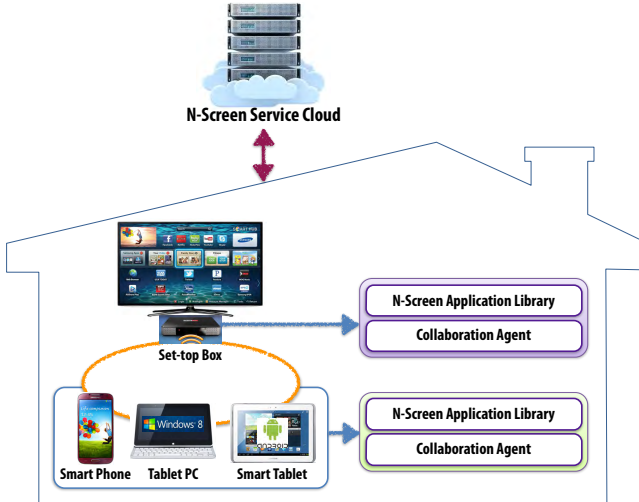 N-Screen Service Cloud
Set-top Box
N-Screen Application Library
Collaboration Agent
Windows 8
android
Smart Phone
Tablet PC
Smart Tablet
N-Screen Application Library
Collaboration Agent